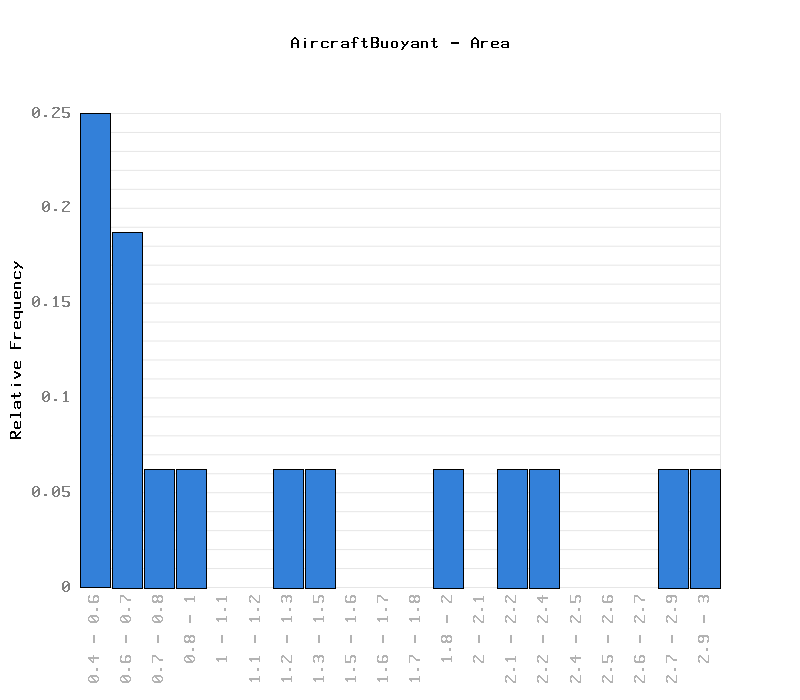 AircraftBuoyant - Area
0.25
0.2
0.15
0.1
0.05
0
Relative Frequency
0.4 - 0.6
0.6 - 0.7
0.7 - 0.8
0.8 - 1
1 - 1.1
1.1 - 1.2
1.2 - 1.3
1.3 - 1.5
1.5 - 1.6
1.6 - 1.7
1.7 - 1.8
1.8 - 2
2 - 2.1
2.1 - 2.2
2.2 - 2.4
2.4 - 2.5
2.5 - 2.6
2.6 - 2.7
2.7 - 2.9
2.9 - 3